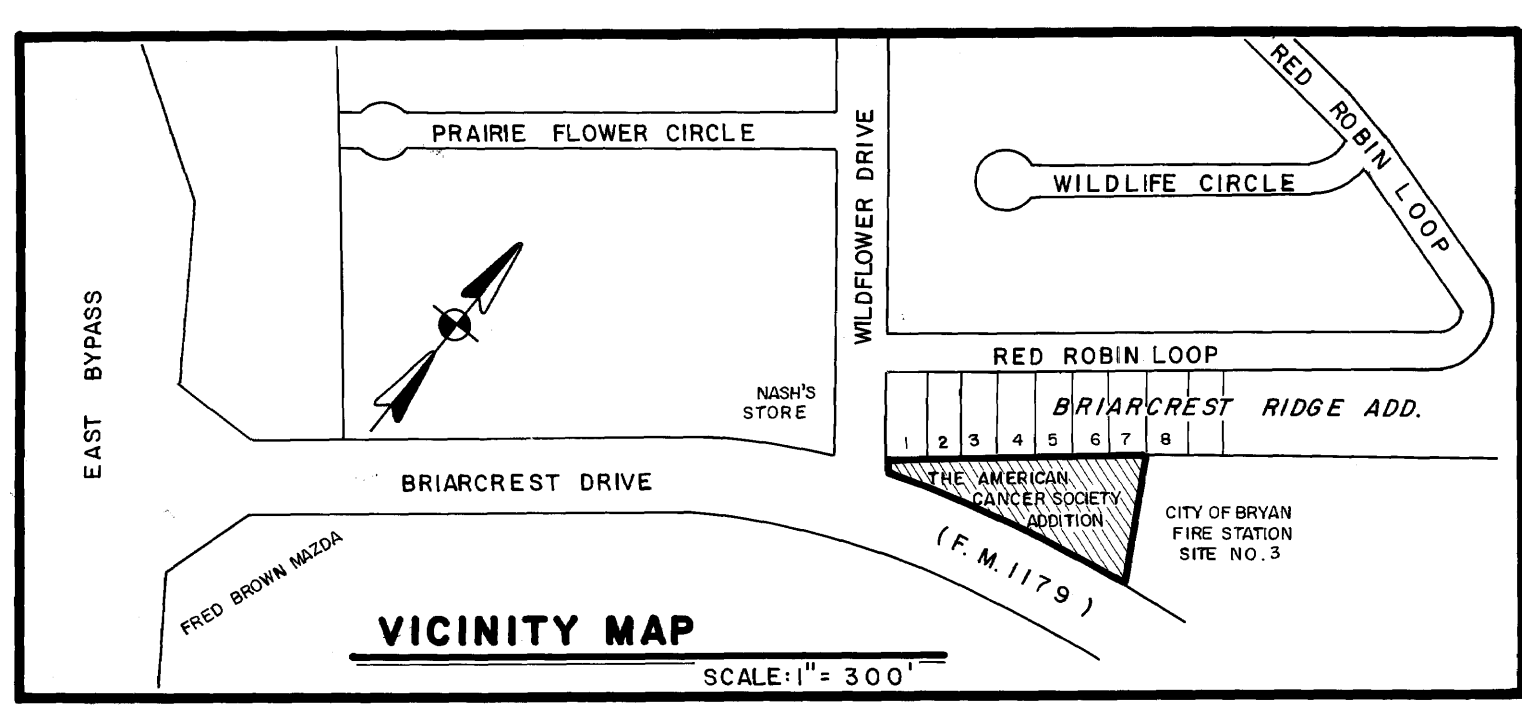 RED ROBIN LOOP
PRAIRIE FLOWER CIRCLE
WILDFLOWER DRIVE
WILDLIFE CIRCLE
EAST BYPASS
RED ROBIN LOOP
NASH'S
STORE
BRIARCREST RIDGE ADD.
1 2 3 4 5 6 7 8
BRIARCREST DRIVE
THE AMERICAN
CANCER SOCIETY
ADDITION
CITY OF BRYAN
FIRE STATION
SITE NO. 3
(F. M. 1179)
FRED BROWN MAZDA
VICINITY MAP
SCALE: 1" = 300'